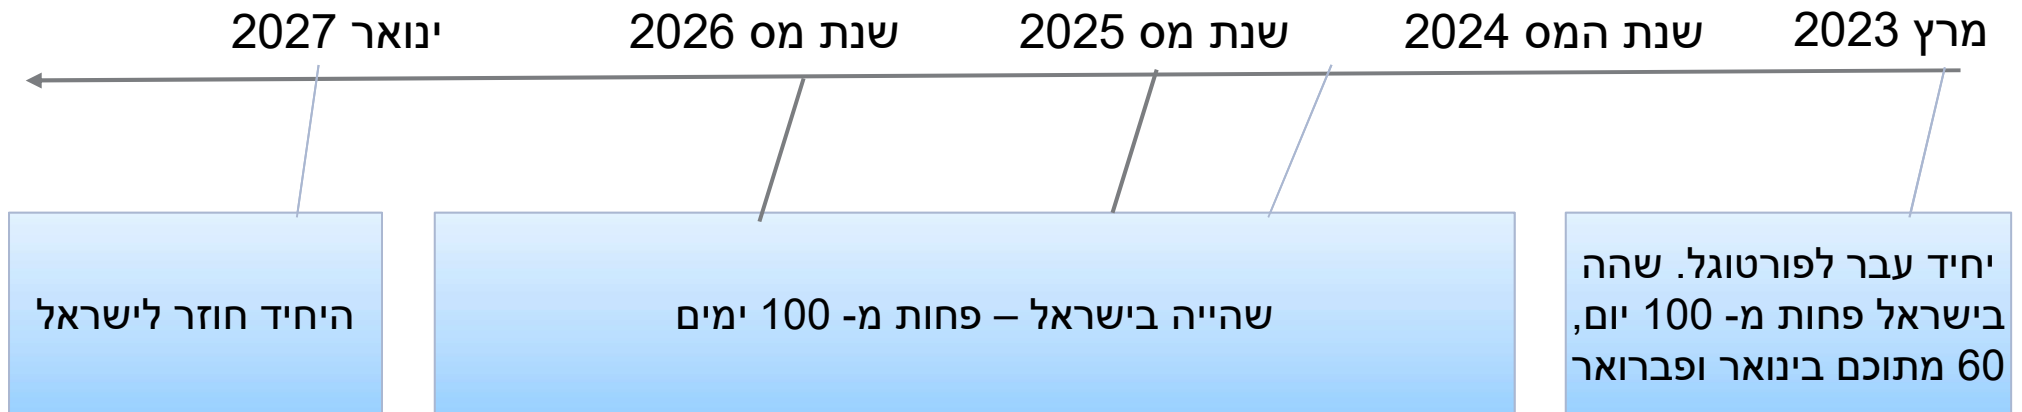 מרץ 2023
שנת המס 2024
שנת מס 2025
שנת מס 2026
ינואר 2027
יחיד עבר לפורטוגל. שהה
בישראל פחות מ- 100 יום,
60 מתוכם בינואר ופברואר
שהייה בישראל – פחות מ- 100 ימים
היחיד חוזר לישראל